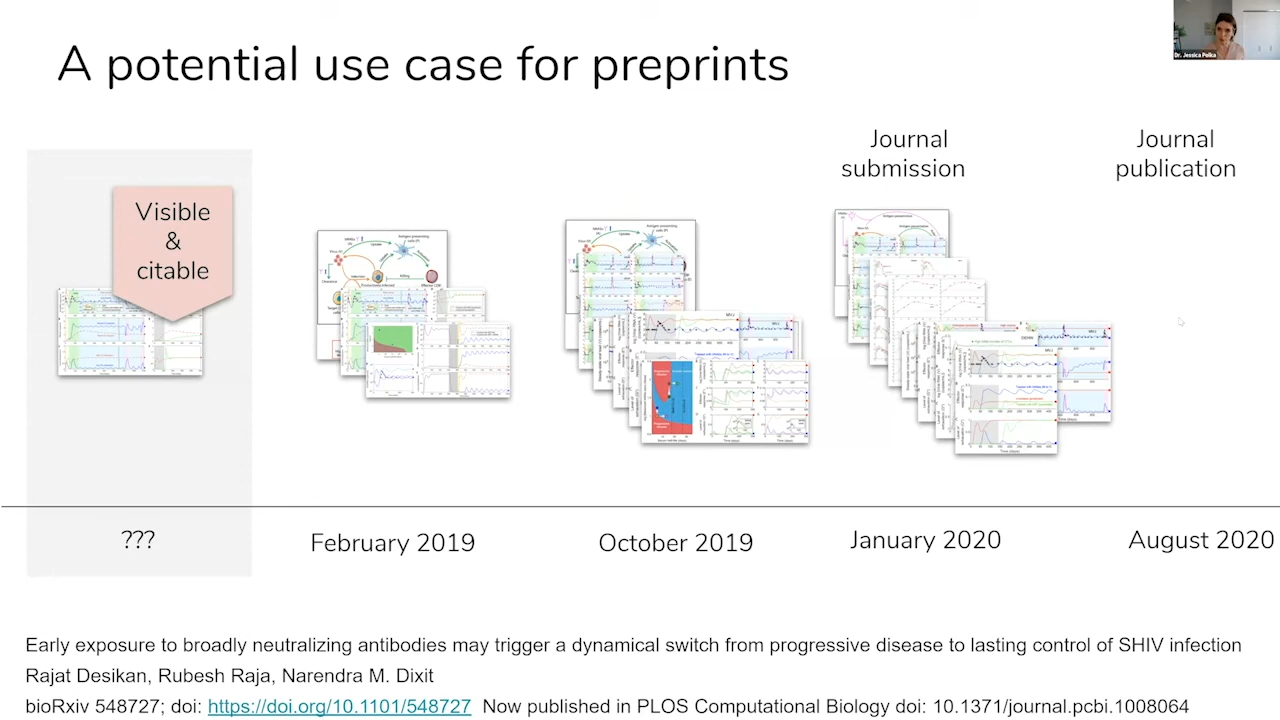 A potential use case for preprints
Dr. Jessica Polka
Journal
submission
Journal
publication
Visible
&
citable
???
February 2019
October 2019
January 2020
August 2020
Early exposure to broadly neutralizing antibodies may trigger a dynamical switch from progressive disease to lasting control of SHIV infection
Rajat Desikan, Rubesh Raja, Narendra M. Dixit
bioRxiv 548727; doi: https://doi.org/10.1101/548727 Now published in PLOS Computational Biology doi: 10.1371/journal.pcbi.1008064